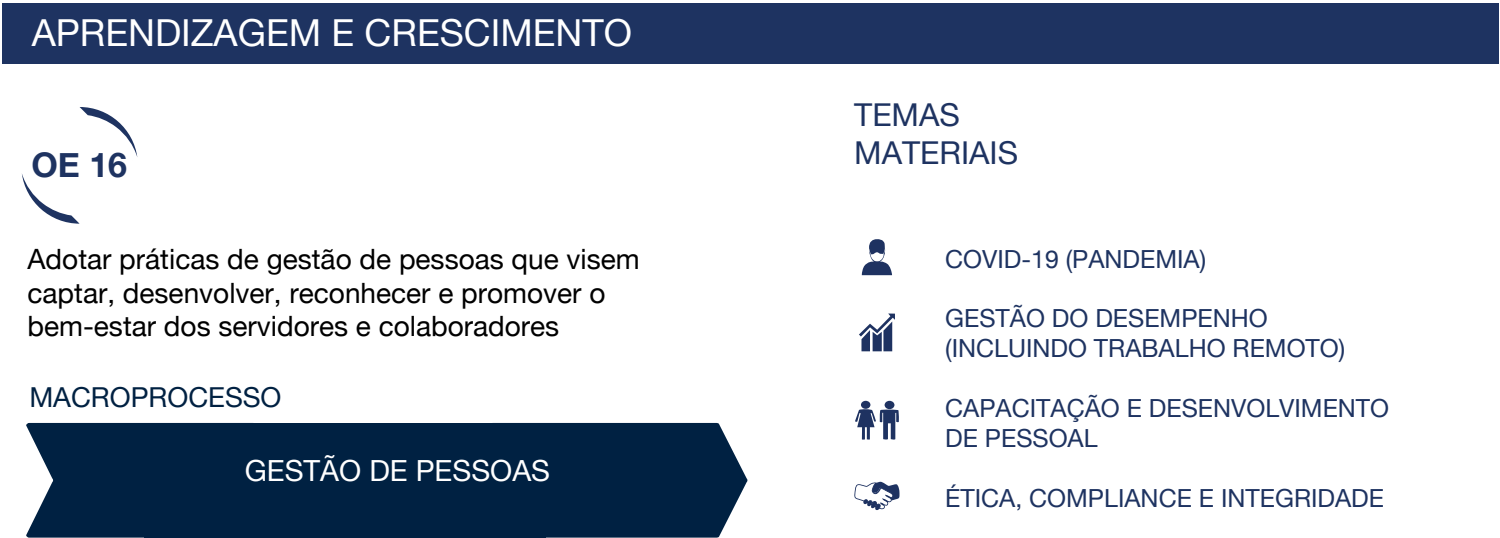 APRENDIZAGEM E CRESCIMENTO
OE 16
Adotar práticas de gestão de pessoas que visem
captar, desenvolver, reconhecer e promover o
bem-estar dos servidores e colaboradores
MACROPROCESSO
GESTÃO DE PESSOAS
TEMAS
MATERIAIS
COVID-19 (PANDEMIA)
GESTÃO DO DESEMPENHO
(INCLUINDO TRABALHO REMOTO)
CAPACITAÇÃO E DESENVOLVIMENTO
DE PESSOAL
ÉTICA, COMPLIANCE E INTEGRIDADE